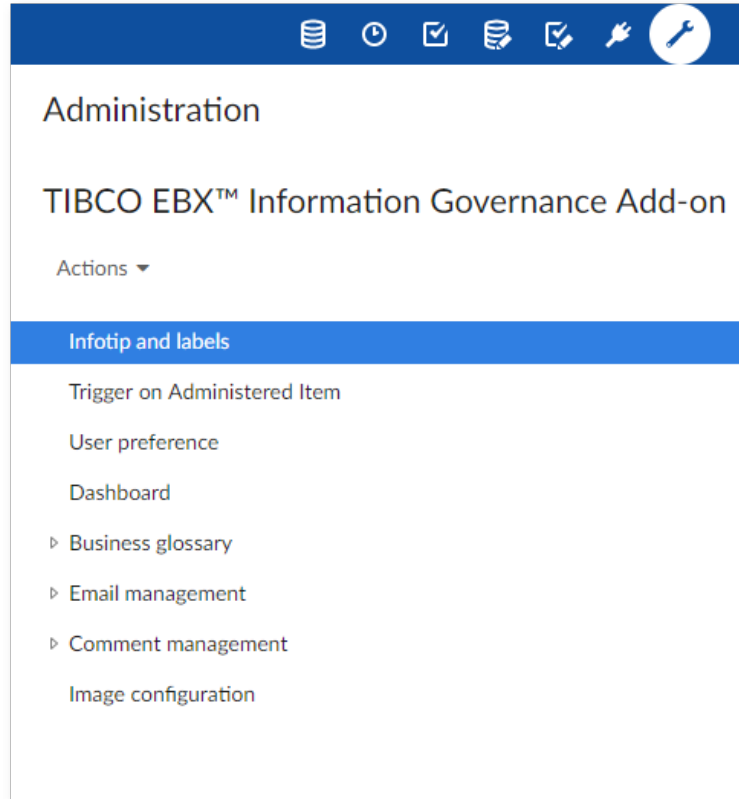 Administration
TIBCO EBX™ Information Governance Add-on
Actions
Infotip and labels
Trigger on Administered Item
User preference
Dashboard
Business glossary
Email management
Comment management
Image configuration